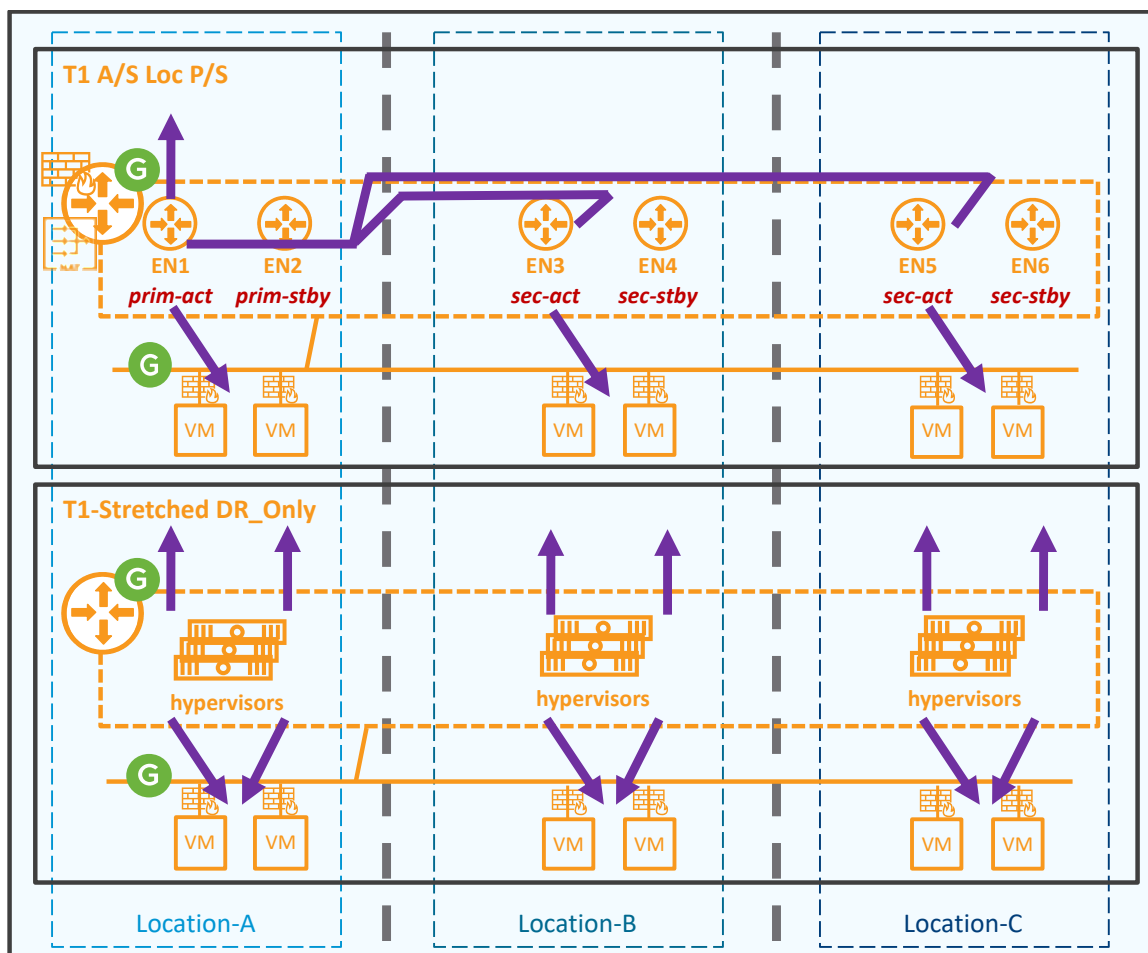 T1 A/S Loc P/S
G
NAT
EN1 EN2 EN3 EN4 EN5 EN6
prim-act prim-stby sec-act sec-stby sec-act sec-stby
G
VM VM VM VM VM VM
T1-Stretched DR_Only
G
hypervisors hypervisors hypervisors
G
VM VM VM VM VM VM
Location-A Location-B Location-C